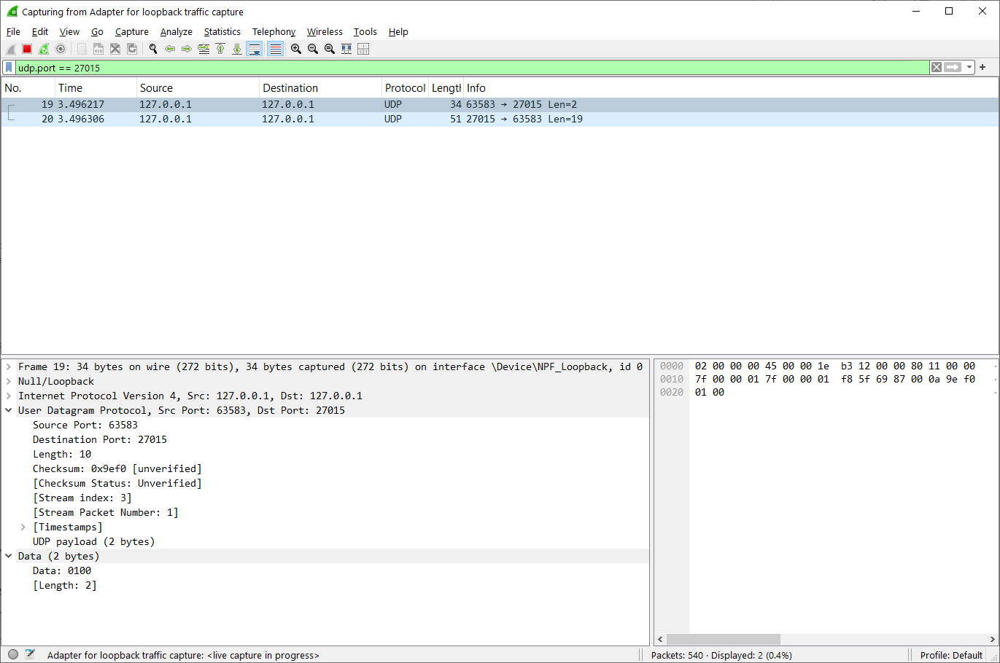 Capturing from Adapter for loopback traffic capture
File Edit View Go Capture Analyze Statistics Telephony Wireless Tools Help
udp.port == 27015
No. Time Source Destination Protocol Length Info
19 3.496217 127.0.0.1 127.0.0.1 UDP 34 63583 → 27015 Len=2
20 3.496306 127.0.0.1 127.0.0.1 UDP 51 27015 → 63583 Len=19
Frame 19: 34 bytes on wire (272 bits), 34 bytes captured (272 bits) on interface \Device\NPF_Loopback, id 0
Null/Loopback
Internet Protocol Version 4, Src: 127.0.0.1, Dst: 127.0.0.1
User Datagram Protocol, Src Port: 63583, Dst Port: 27015
Source Port: 63583
Destination Port: 27015
Length: 10
Checksum: 0x9ef0 [unverified]
[Checksum Status: Unverified]
[Stream index: 3]
[Stream Packet Number: 1]
[Timestamps]
UDP payload (2 bytes)
Data (2 bytes)
Data: 0100
[Length: 2]
0000 02 00 00 00 45 00 00 1e b3 12 00 00 80 11 00 00
0010 7f 00 00 01 7f 00 00 01 f8 5f 69 87 00 0a 9e f0
0020 01 00
Adapter for loopback traffic capture: <live capture in progress>
Packets: 540 · Displayed: 2 (0.4%)
Profile: Default